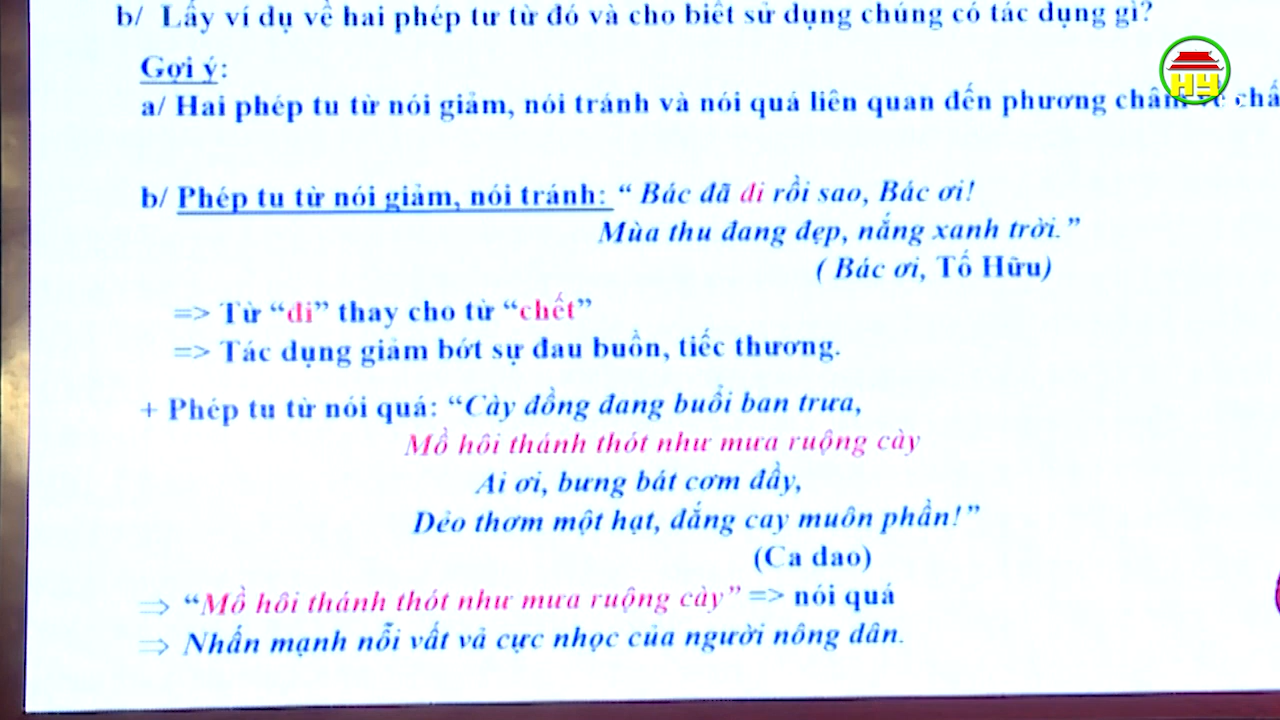 b/ Lấy ví dụ về hai phép tư từ đó và cho biết sử dụng chúng có tác dụng gì?
HY
Gợi ý:
a/ Hai phép tu từ nói giảm, nói tránh và nói quá liên quan đến phương châm về
b/ Phép tu từ nói giảm, nói tránh: “ Bác đã đi rồi sao, Bác ơi!
Mùa thu đang đẹp, nắng xanh trời.”
( Bác ơi, Tố Hữu)
=> Từ “đi” thay cho từ “chết”
=> Tác dụng giảm bớt sự đau buồn, tiếc thương.
+ Phép tu từ nói quá: “Cày đồng đang buổi ban trưa,
Mồ hôi thánh thót như mưa ruộng cày
Ai ơi, bưng bát cơm đầy,
Dẻo thơm một hạt, đắng cay muôn phần!”
(Ca dao)
⇒ “Mồ hôi thánh thót như mưa ruộng cày” => nói quá
⇒ Nhấn mạnh nỗi vất vả cực nhọc của người nông dân.